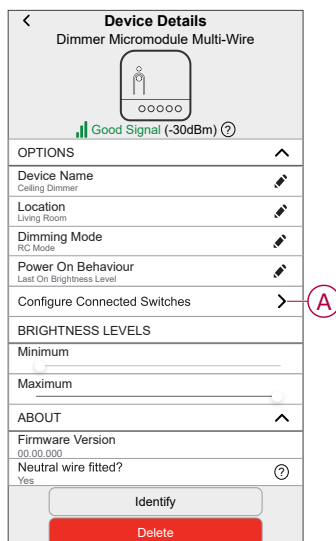 Device Details
Dimmer Micromodule Multi-Wire
Good Signal (-30dBm) ?
OPTIONS
Device Name
Ceiling Dimmer
Location
Living Room
Dimming Mode
RC Mode
Power On Behaviour
Last On Brightness Level
Configure Connected Switches
A
BRIGHTNESS LEVELS
Minimum
Maximum
ABOUT
Firmware Version
00.00.000
Neutral wire fitted?
?
Yes
Identify
Delete